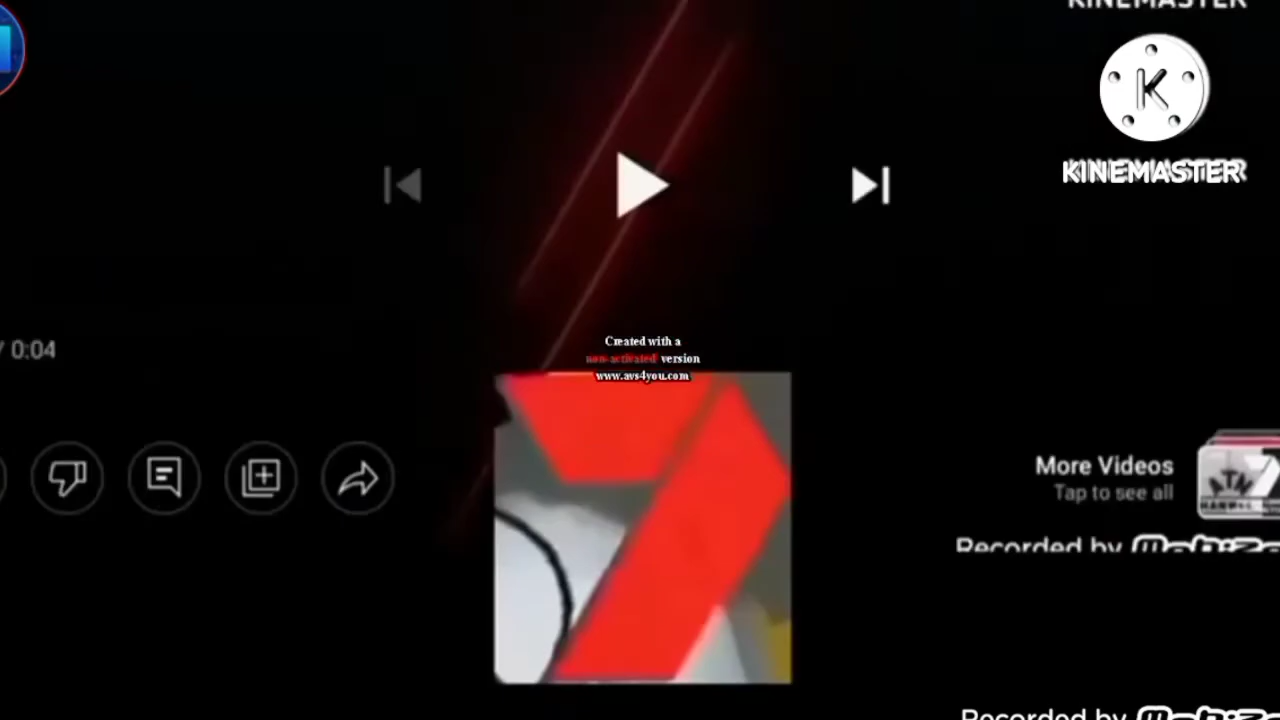 KINEMASTER
K
KINEMASTER
Created with a
non-activated version
www.avs4you.com
/ 0:04
More Videos
Tap to see all
ATN
Recorded by
Recorded by